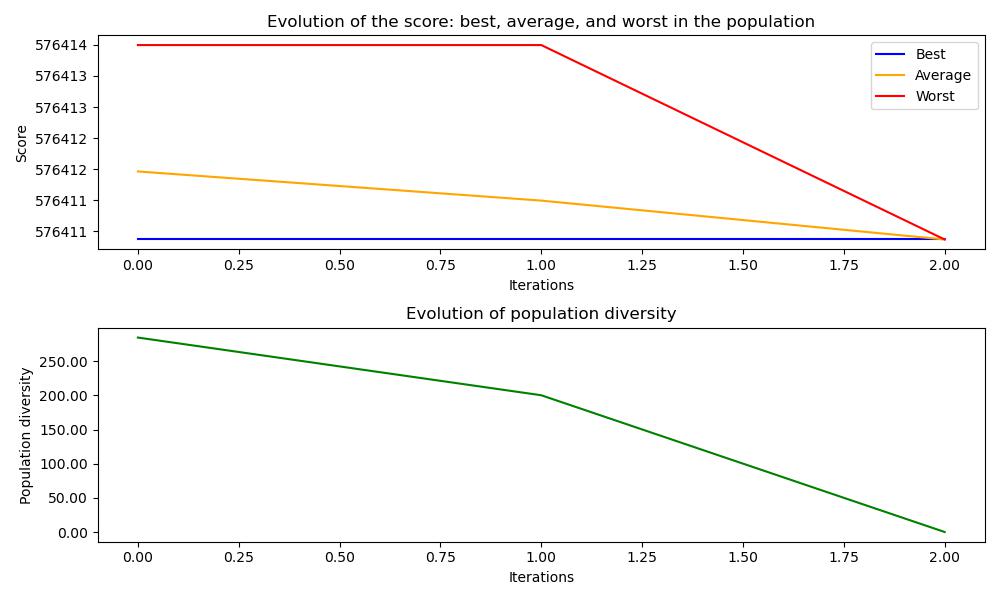 Evolution of the score: best, average, and worst in the population
576414
576413
576413
576412
576412
576411
576411
Score
Best
Average
Worst
0.00 0.25 0.50 0.75 1.00 1.25 1.50 1.75 2.00
Iterations
Evolution of population diversity
250.00
200.00
150.00
100.00
50.00
0.00
Population diversity
0.00 0.25 0.50 0.75 1.00 1.25 1.50 1.75 2.00
Iterations